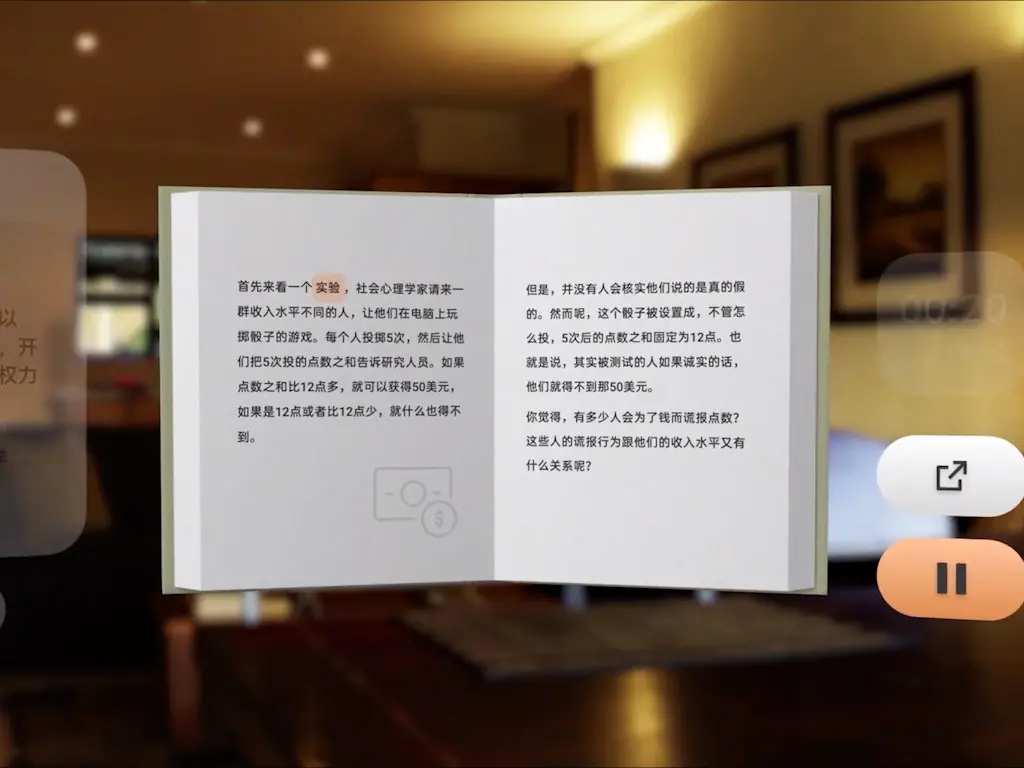 首先来看一个实验，社会心理学家请来一
群收入水平不同的人，让他们在电脑上玩
掷骰子的游戏。每个人投掷5次，然后让他
们把5次投的点数之和告诉研究人员。如果
点数之和比12点多，就可以获得50美元，
如果是12点或者比12点少，就什么也得不
到。
但是，并没有人会核实他们说的是真的假
的。然而呢，这个骰子被设置成，不管怎
么投，5次后的点数之和固定为12点。也
就是说，其实被测试的人如果诚实的话，
他们就得不到那50美元。
你觉得，有多少人会为了钱而谎报点数？
这些人的谎报行为跟他们的收入水平又有
什么关系呢？
以
，开
权力
00:20